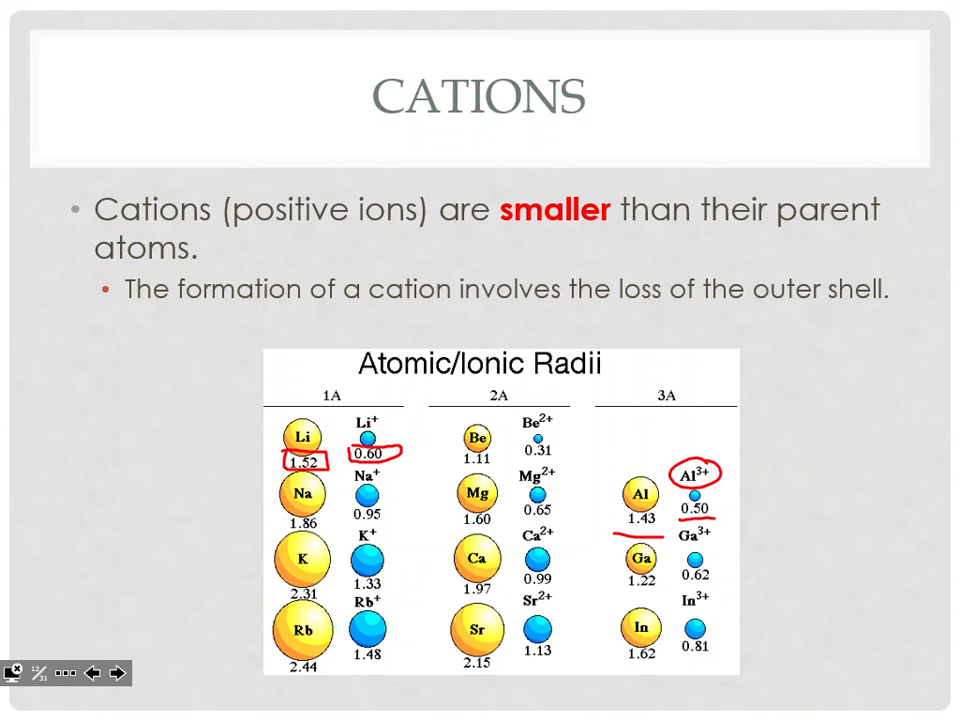 CATIONS
• Cations (positive ions) are smaller than their parent
atoms.
• The formation of a cation involves the loss of the outer shell.
Atomic/Ionic Radii
1A 2A 3A
Li⁺ Be²⁺
Li Be
1.52 0.60 1.11 0.31
Na⁺ Mg²⁺ Al³⁺
Na Mg Al
1.86 0.95 1.60 0.65 1.43 0.50
K⁺ Ca²⁺ Ga³⁺
K Ca Ga
2.31 1.33 1.97 0.99 1.22 0.62
Rb⁺ Sr²⁺ In³⁺
Rb Sr In
2.44 1.48 2.15 1.13 1.62 0.81
12/31